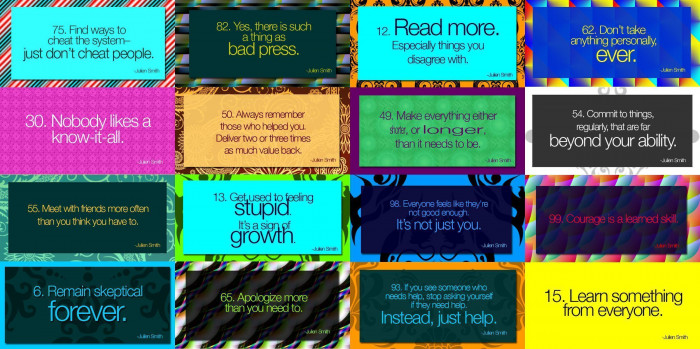 75. Find ways to
cheat the system–
just don't cheat people.
-Julien Smith
82. Yes, there is such
a thing as
bad press.
-Julien Smith
12. Read more.
Especially things you
disagree with.
-Julien Smith
62. Don't take
anything personally,
ever.
-Julien Smith
30. Nobody likes a
know-it-all.
-Julien Smith
50. Always remember
those who helped you.
Deliver two or three times
as much value back.
-Julien Smith
49. Make everything either
shorter, or longer,
than it needs to be.
-Julien Smith
54. Commit to things,
regularly, that are far
beyond your ability.
-Julien Smith
55. Meet with friends more often
than you think you have to.
-Julien Smith
13. Get used to feeling
stupid.
It's a sign of
growth.
-Julien Smith
98. Everyone feels like they're
not good enough.
It's not just you.
-Julien Smith
99. Courage is a learned skill.
-Julien Smith
6. Remain skeptical
forever.
-Julien Smith
65. Apologize more
than you need to.
-Julien Smith
93. If you see someone who
needs help, stop asking yourself
if they need help.
Instead, just help.
-Julien Smith
15. Learn something
from everyone.
-Julien Smith